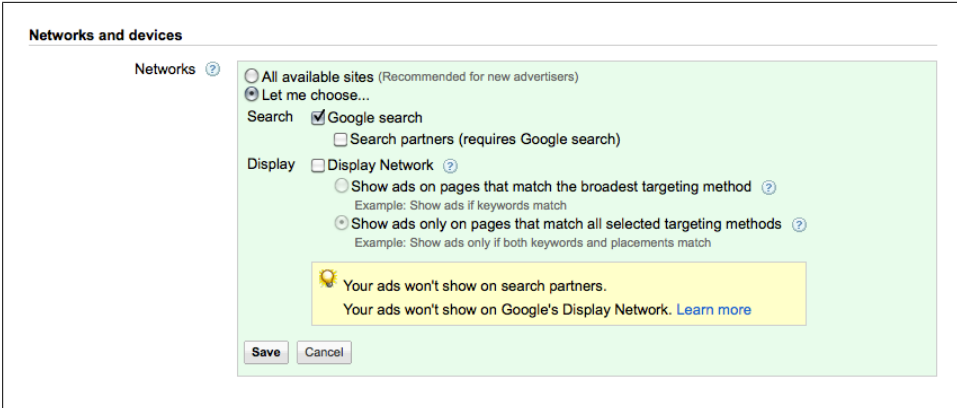 Networks and devices
Networks ?
All available sites (Recommended for new advertisers)
Let me choose...
Search Google search
Search partners (requires Google search)
Display Display Network ?
Show ads on pages that match the broadest targeting method ?
Example: Show ads if keywords match
Show ads only on pages that match all selected targeting methods ?
Example: Show ads only if both keywords and placements match
Your ads won't show on search partners.
Your ads won't show on Google's Display Network. Learn more
Save Cancel